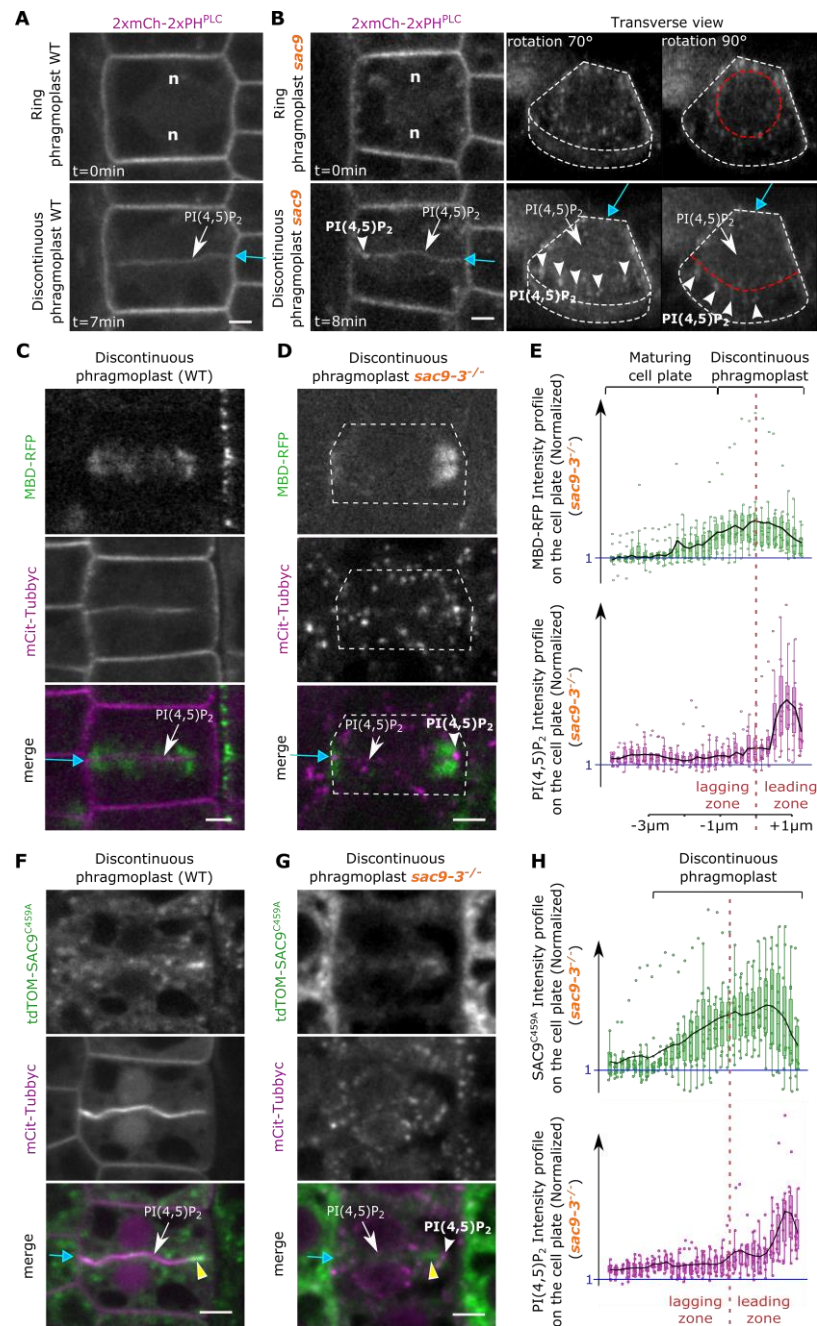 A
2xmCh-2xPH^PLC
Ring
phragmoplast WT
n
n
t=0min
Discontinuous
phragmoplast WT
PI(4,5)P₂
t=7min
B
2xmCh-2xPH^PLC
Transverse view
Ring
phragmoplast sac9
n
n
t=0min
rotation 70°
rotation 90°
Discontinuous
phragmoplast sac9
PI(4,5)P₂
PI(4,5)P₂
t=8min
PI(4,5)P₂
PI(4,5)P₂
PI(4,5)P₂
PI(4,5)P₂
C
Discontinuous
phragmoplast (WT)
MBD-RFP
mCit-Tubbyc
merge
PI(4,5)P₂
D
Discontinuous
phragmoplast sac9-3^-/-
MBD-RFP
mCit-Tubbyc
merge
PI(4,5)P₂
PI(4,5)P₂
E
Maturing
cell plate
Discontinuous
phragmoplast
MBD-RFP Intensity profile
on the cell plate (Normalized)
(sac9-3^-/-)
1
PI(4,5)P₂ Intensity profile
on the cell plate (Normalized)
(sac9-3^-/-)
1
lagging
zone
leading
zone
-3µm
-1µm
+1µm
F
Discontinuous
phragmoplast (WT)
tdTOM-SAC9^C459A
mCit-Tubbyc
merge
PI(4,5)P₂
G
Discontinuous
phragmoplast sac9-3^-/-
tdTOM-SAC9^C459A
mCit-Tubbyc
merge
PI(4,5)P₂
PI(4,5)P₂
H
Discontinuous
phragmoplast
SAC9^C459A Intensity profile
on the cell plate (Normalized)
(sac9-3^-/-)
1
PI(4,5)P₂ Intensity profile
on the cell plate (Normalized)
(sac9-3^-/-)
1
lagging
zone
leading
zone